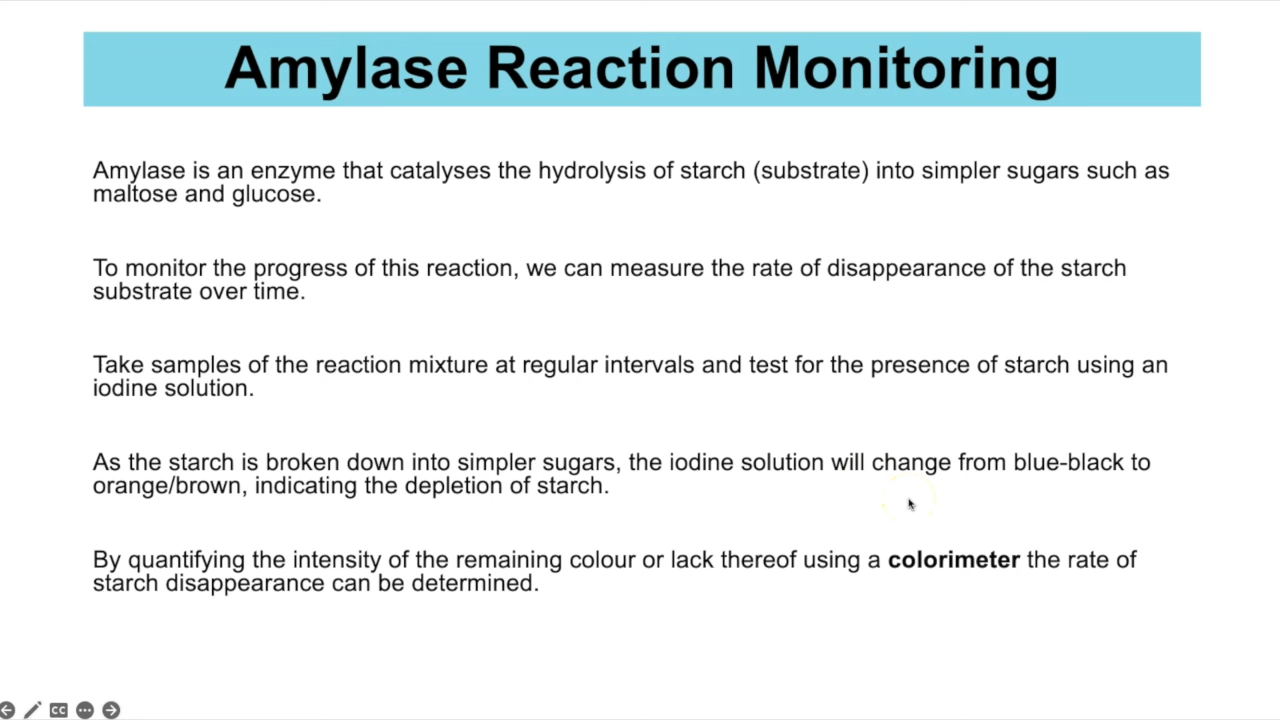 Amylase Reaction Monitoring
Amylase is an enzyme that catalyses the hydrolysis of starch (substrate) into simpler sugars such as
maltose and glucose.
To monitor the progress of this reaction, we can measure the rate of disappearance of the starch
substrate over time.
Take samples of the reaction mixture at regular intervals and test for the presence of starch using an
iodine solution.
As the starch is broken down into simpler sugars, the iodine solution will change from blue-black to
orange/brown, indicating the depletion of starch.
By quantifying the intensity of the remaining colour or lack thereof using a colorimeter the rate of
starch disappearance can be determined.
CC